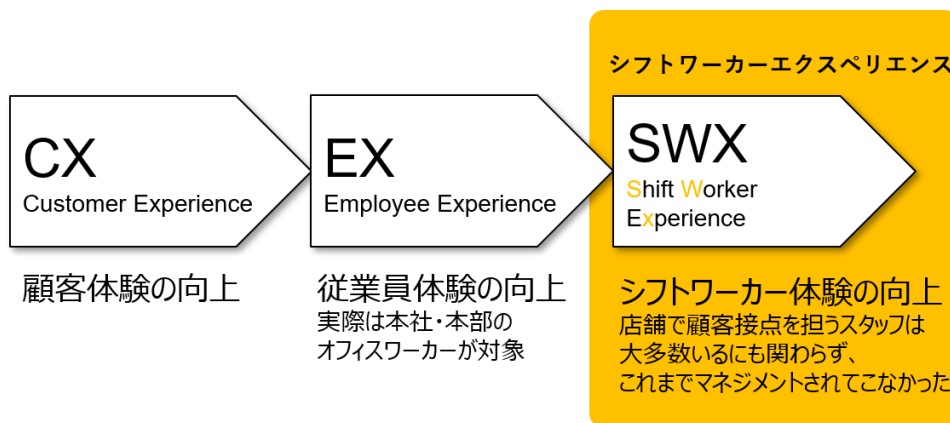 シフトワーカーエクスペリエンス
CX
Customer Experience
EX
Employee Experience
SWX
Shift Worker
Experience
顧客体験の向上
従業員体験の向上
実際は本社・本部の
オフィスワーカーが対象
シフトワーカー体験の向上
店舗で顧客接点を担うスタッフは
大多数いるにも関わらず、
これまでマネジメントされてこなかった